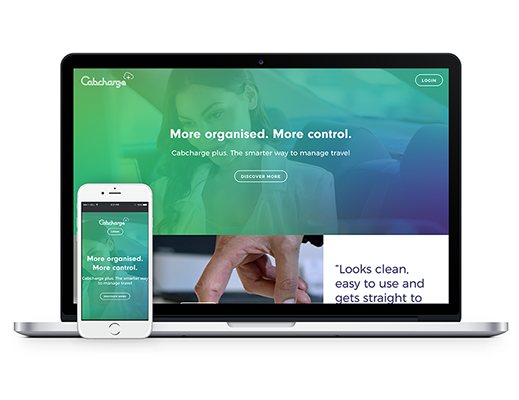 Cabcharge
LOGIN
More organised. More control.
Cabcharge plus. The smarter way to manage travel
DISCOVER MORE
"Looks clean,
easy to use and
gets straight to
Cabcharge
LOGIN
More organised.
More control.
Cabcharge plus. The smarter way
to manage travel
DISCOVER MORE